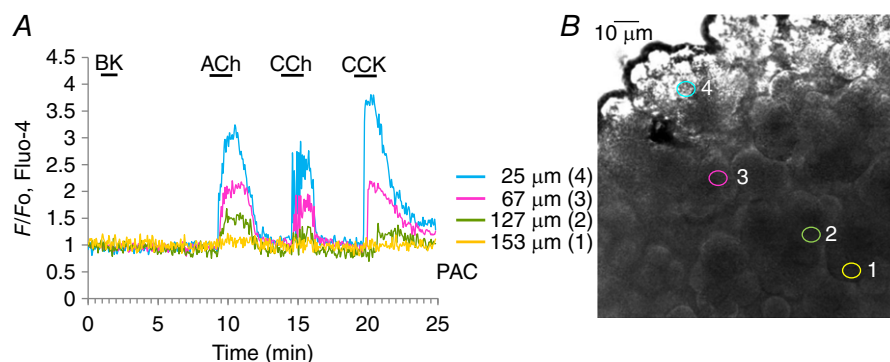 A
F/Fo, Fluo-4
4.5
4
3.5
3
2.5
2
1.5
1
0.5
0
BK ACh CCh CCK
PAC
0 5 10 15 20 25
Time (min)
25 μm (4)
67 μm (3)
127 μm (2)
153 μm (1)
B
10 μm
4
3
2
1